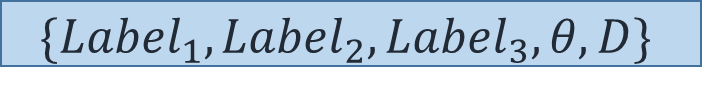 {Label₁, Label₂, Label₃, θ, D}